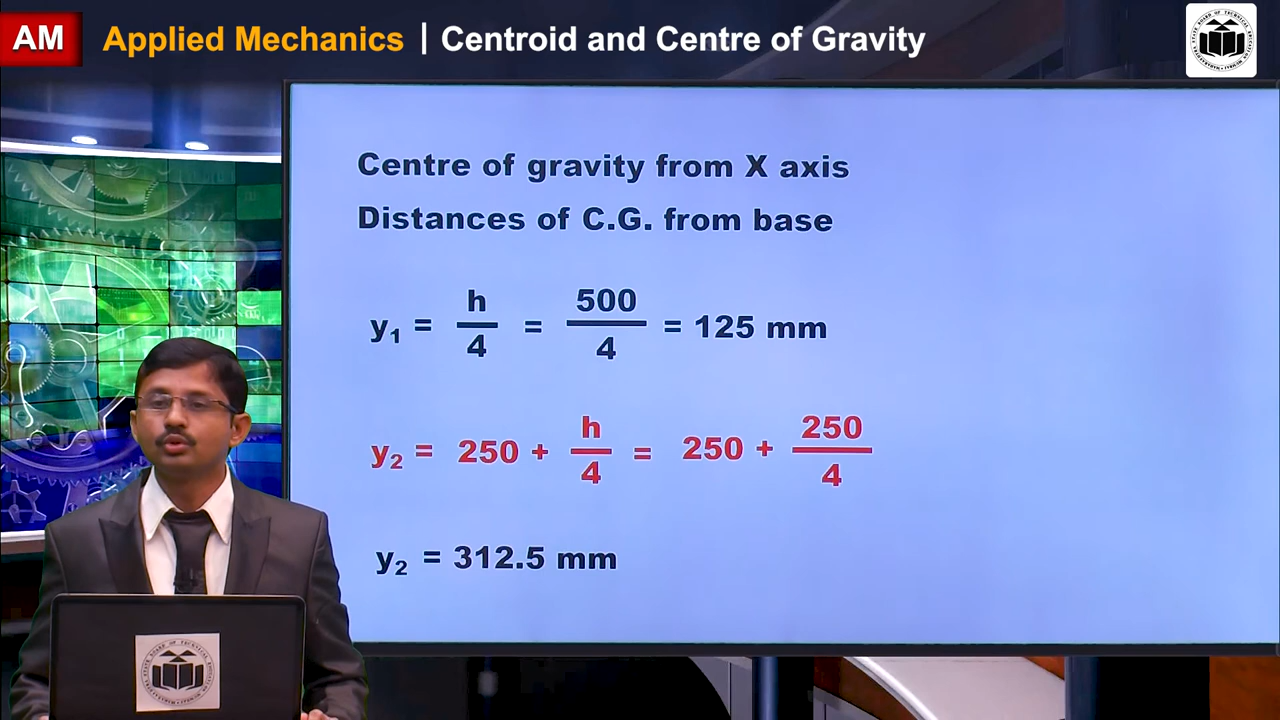 AM
Applied Mechanics | Centroid and Centre of Gravity
Centre of gravity from X axis
Distances of C.G. from base
y₁ = h/4 = 500/4 = 125 mm
y₂ = 250 + h/4 = 250 + 250/4
y₂ = 312.5 mm